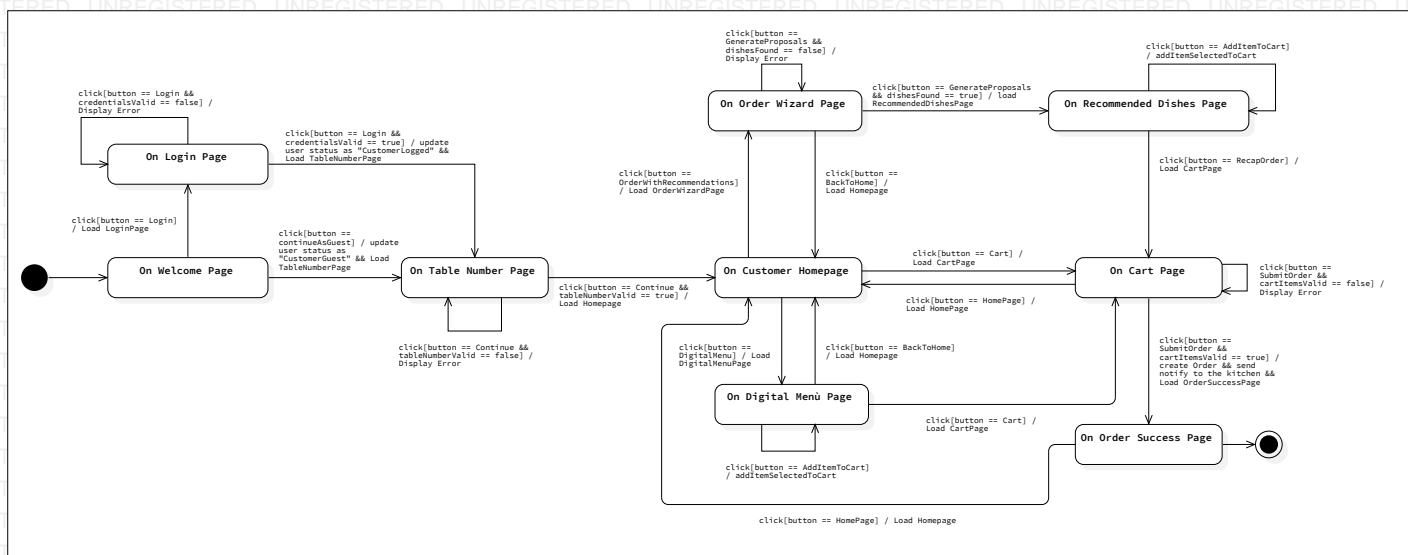 UNREGISTERED UNREGISTERED UNREGISTERED UNREGISTERED UNREGISTERED UNREGISTERED UNREGISTERED UNREGISTERED
click[button ==
GenerateProposals &&
dishesFound == false] /
Display Error
click[button == AddItemToCart]
/ addItemSelectedToCart
click[button == Login &&
credentialsValid == false] /
Display Error
On Order Wizard Page
click[button == GenerateProposals
&& dishesFound == true] / load
RecommendedDishesPage
On Recommended Dishes Page
On Login Page
click[button == Login &&
credentialsValid == true] / update
user status as "CustomerLogged" &&
Load TableNumberPage
click[button ==
OrderWithRecommendations]
/ Load OrderWizardPage
click[button ==
BackToHome] /
Load Homepage
click[button == RecapOrder] /
Load CartPage
click[button == Login]
/ Load LoginPage
click[button ==
continueAsGuest] / update
user status as
"CustomerGuest" && Load
TableNumberPage
On Welcome Page
On Table Number Page
click[button == Continue &&
tableNumberValid == true] /
Load Homepage
On Customer Homepage
click[button == Cart] /
Load CartPage
click[button == HomePage] /
Load HomePage
On Cart Page
click[button ==
SubmitOrder &&
cartItemsValid == false] /
Display Error
click[button == Continue &&
tableNumberValid == false] /
Display Error
click[button ==
DigitalMenu] / Load
DigitalMenuPage
click[button == BackToHome]
/ Load Homepage
click[button ==
SubmitOrder &&
cartItemsValid == true] /
create Order && send
notify to the kitchen &&
Load OrderSuccessPage
On Digital Menù Page
click[button == Cart] /
Load CartPage
On Order Success Page
click[button == AddItemToCart]
/ addItemSelectedToCart
click[button == HomePage] / Load Homepage